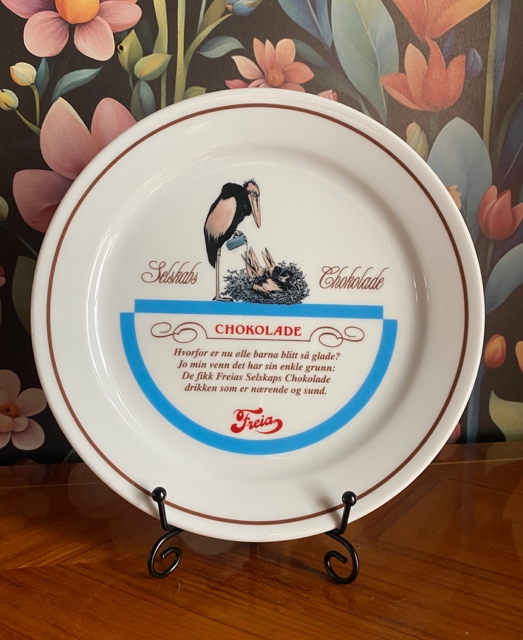 Selskabs Chokolade
CHOKOLADE
Hvorfor er nu alle barna blitt så glade?
Jo min venn det har sin enkle grunn:
De fikk Freias Selskaps Chokolade
drikken som er nærende og sund.
Freia